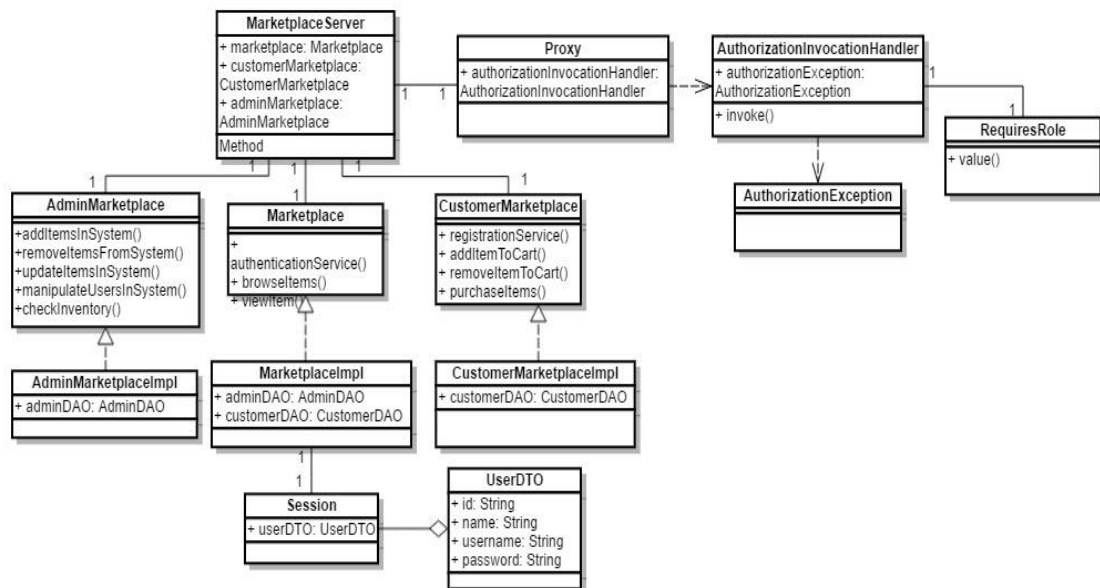 MarketplaceServer
+ marketplace: Marketplace
+ customerMarketplace:
CustomerMarketplace
+ adminMarketplace:
AdminMarketplace
Method
1
1
Proxy
+ authorizationInvocationHandler:
AuthorizationInvocationHandler
AuthorizationInvocationHandler
+ authorizationException:
AuthorizationException
+ invoke()
1
1
RequiresRole
+ value()
AuthorizationException
1
1
1
1
1
1
AdminMarketplace
+addItemsInSystem()
+removeItemsFromSystem()
+updateItemsInSystem()
+manipulateUsersInSystem()
+checkInventory()
Marketplace
+
authenticationService()
+ browseItems()
+ viewItem()
CustomerMarketplace
+ registrationService()
+ addItemToCart()
+ removeItemToCart()
+ purchaseItems()
AdminMarketplaceImpl
+ adminDAO: AdminDAO
MarketplaceImpl
+ adminDAO: AdminDAO
+ customerDAO: CustomerDAO
CustomerMarketplaceImpl
+ customerDAO: CustomerDAO
1
1
Session
+ userDTO: UserDTO
UserDTO
+ id: String
+ name: String
+ username: String
+ password: String